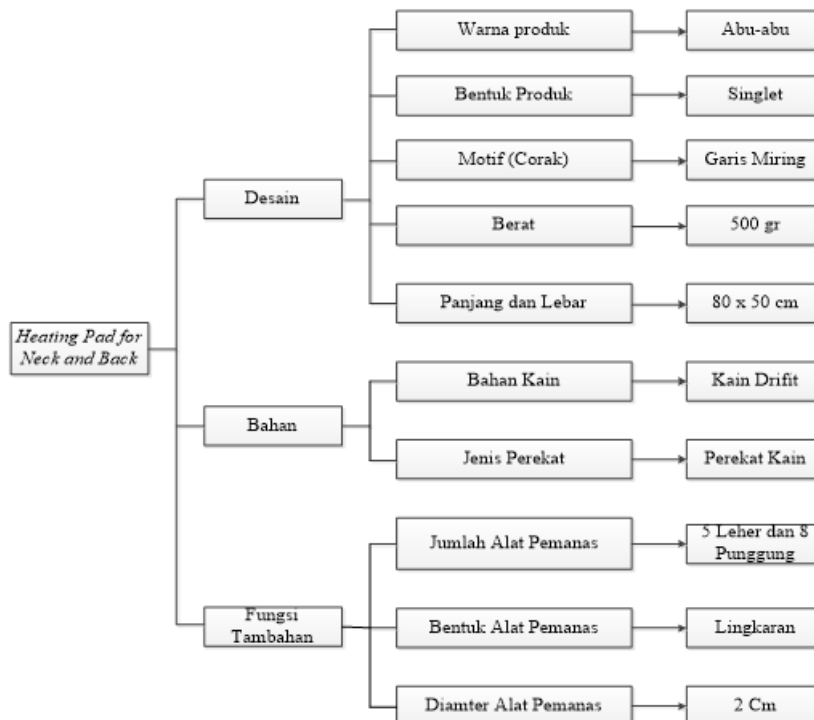 Warna produk
Abu-abu
Bentuk Produk
Singlet
Motif (Corak)
Garis Miring
Desain
Berat
500 gr
Panjang dan Lebar
80 x 50 cm
Heating Pad for
Neck and Back
Bahan Kain
Kain Drifit
Bahan
Jenis Perekat
Perekat Kain
Jumlah Alat Pemanas
5 Leher dan 8
Punggung
Fungsi
Tambahan
Bentuk Alat Pemanas
Lingkaran
Diamter Alat Pemanas
2 Cm